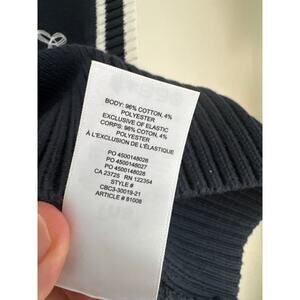 BODY: 96% COTTON, 4%
POLYESTER
EXCLUSIVE OF ELASTIC
CORPS: 96% COTON, 4%
POLYESTER
À L'EXCLUSION DE L'ÉLASTIQUE
PO 4500148026
PO 4500148027
PO 4500148028
CA 23725 RN 122354
STYLE #
CBC3-30019-21
ARTICLE # 81008